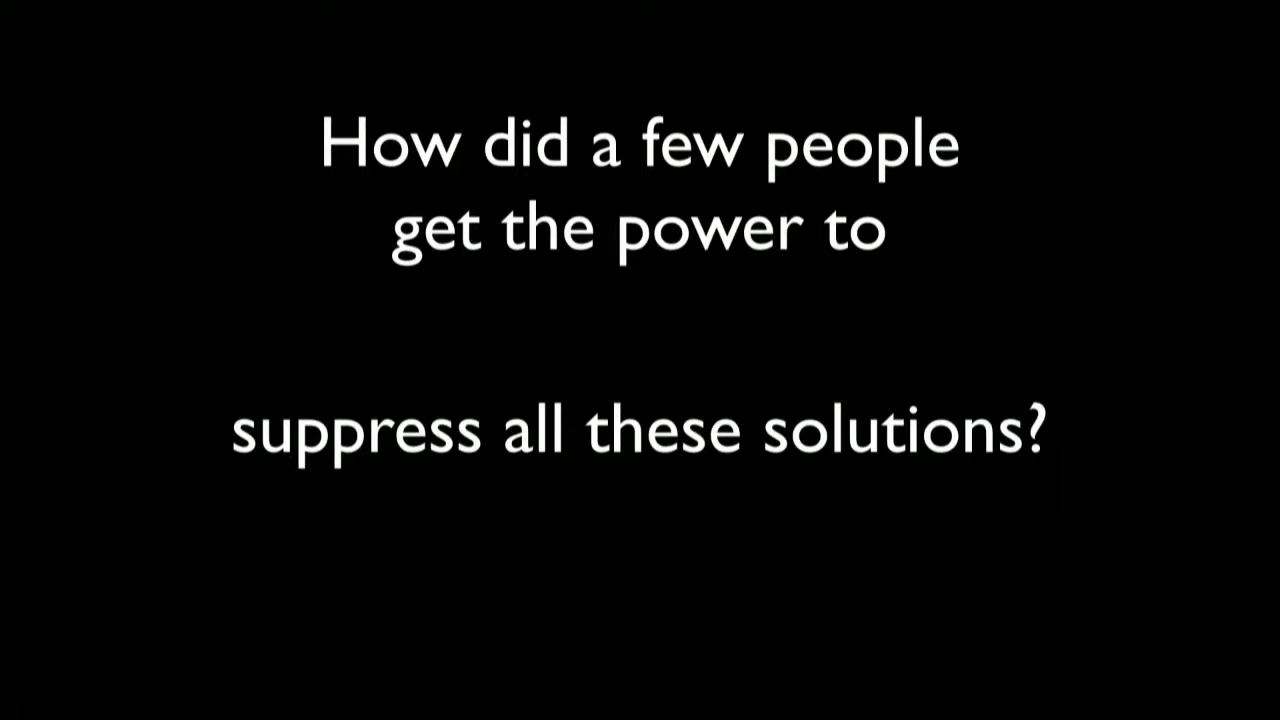 How did a few people
get the power to
suppress all these solutions?